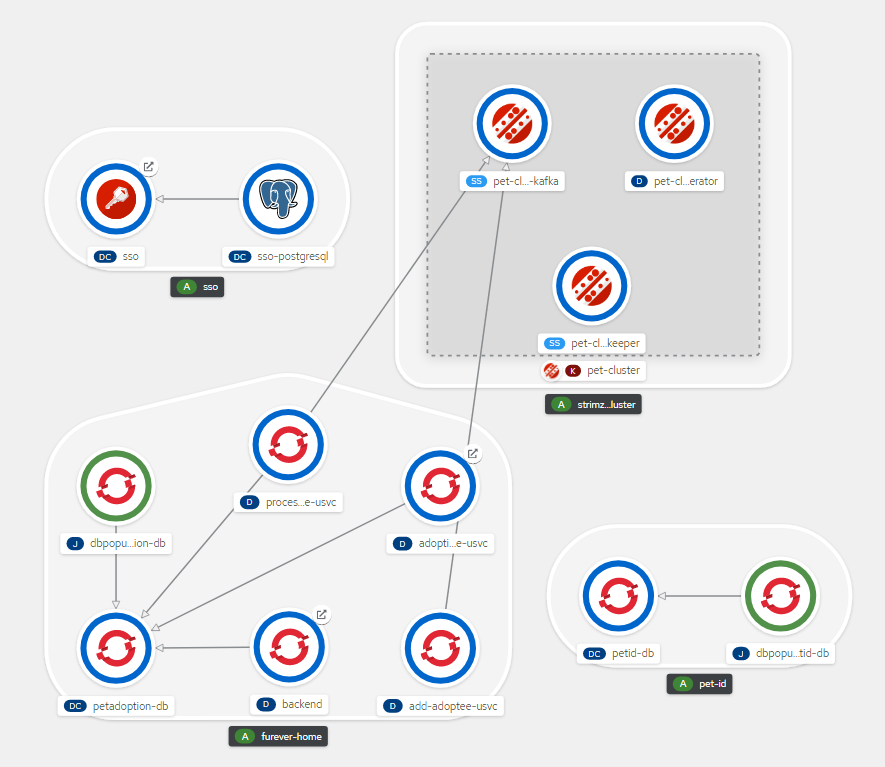 SS pet-cl...-kafka
D pet-cl...erator
DC sso
DC sso-postgresql
A sso
SS pet-cl...keeper
K pet-cluster
A strimz...luster
D proces...e-usvc
J dbpopu...ion-db
D adopti...e-usvc
DC petid-db
J dbpopu...tid-db
A pet-id
DC petadoption-db
D backend
D add-adoptee-usvc
A furever-home